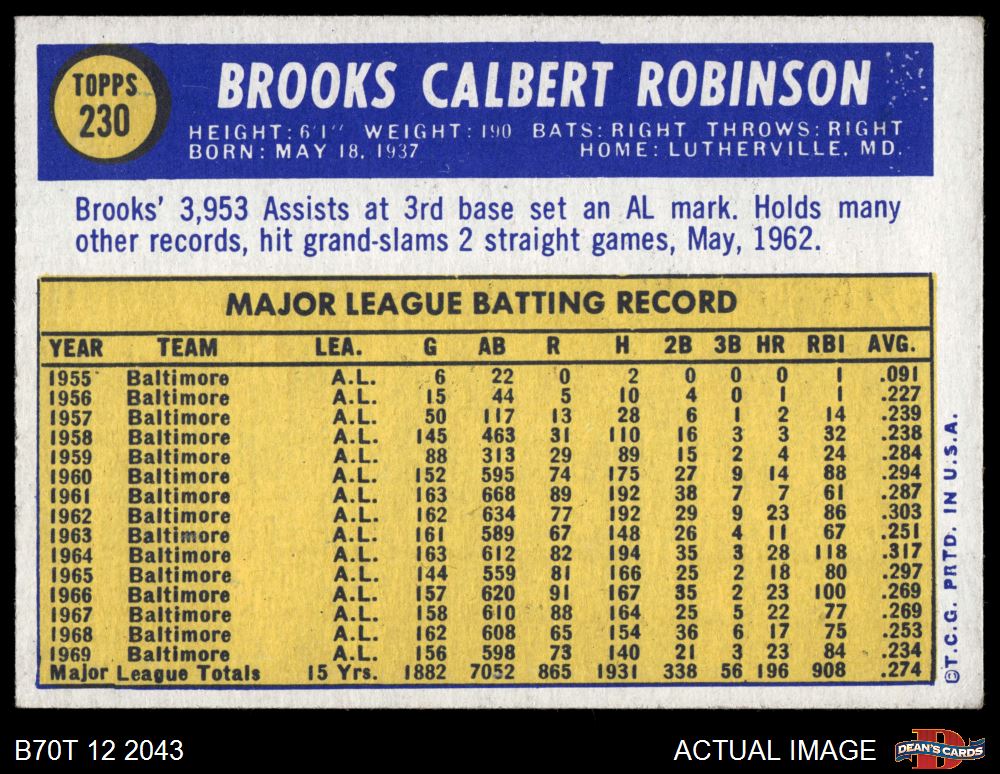 TOPPS
230
BROOKS CALBERT ROBINSON
HEIGHT: 6'1" WEIGHT: 190 BATS: RIGHT THROWS: RIGHT
BORN: MAY 18, 1937 HOME: LUTHERVILLE, MD.
Brooks' 3,953 Assists at 3rd base set an AL mark. Holds many
other records, hit grand-slams 2 straight games, May, 1962.
MAJOR LEAGUE BATTING RECORD
YEAR TEAM LEA. G AB R H 2B 3B HR RBI AVG.
1955 Baltimore A.L. 6 22 0 2 0 0 0 1 .091
1956 Baltimore A.L. 15 44 5 10 4 0 1 1 .227
1957 Baltimore A.L. 50 117 13 28 6 1 2 14 .239
1958 Baltimore A.L. 145 463 31 110 16 3 3 32 .238
1959 Baltimore A.L. 88 313 29 89 15 2 4 24 .284
1960 Baltimore A.L. 152 595 74 175 27 9 14 88 .294
1961 Baltimore A.L. 163 668 89 192 38 7 7 61 .287
1962 Baltimore A.L. 162 634 77 192 29 9 23 86 .303
1963 Baltimore A.L. 161 589 67 148 26 4 11 67 .251
1964 Baltimore A.L. 163 612 82 194 35 3 28 118 .317
1965 Baltimore A.L. 144 559 81 166 25 2 18 80 .297
1966 Baltimore A.L. 157 620 91 167 35 2 23 100 .269
1967 Baltimore A.L. 158 610 88 164 25 5 22 77 .269
1968 Baltimore A.L. 162 608 65 154 36 6 17 75 .253
1969 Baltimore A.L. 156 598 73 140 21 3 23 84 .234
Major League Totals 15 Yrs. 1882 7052 865 1931 338 56 196 908 .274
©T.C.G. PRTD. IN U.S.A.
B70T 12 2043
ACTUAL IMAGE
DEAN'S CARDS